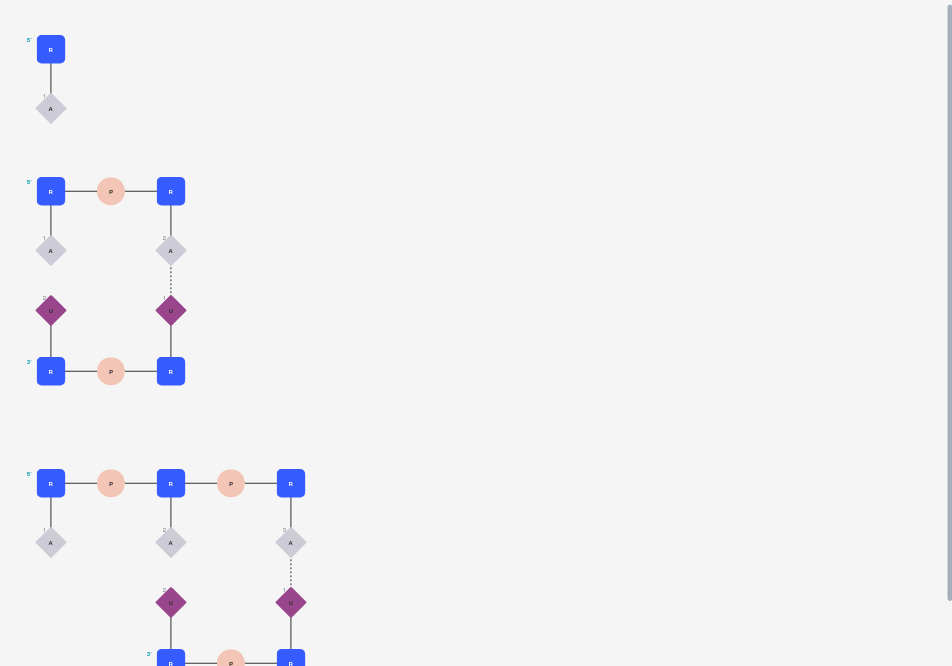 5' R
1 A
5' R P R
1 A 2 A
2 U 1 U
3' R P R
5' R P R P R
1 A 2 A 3 A
2 U 1 U
3' R P R